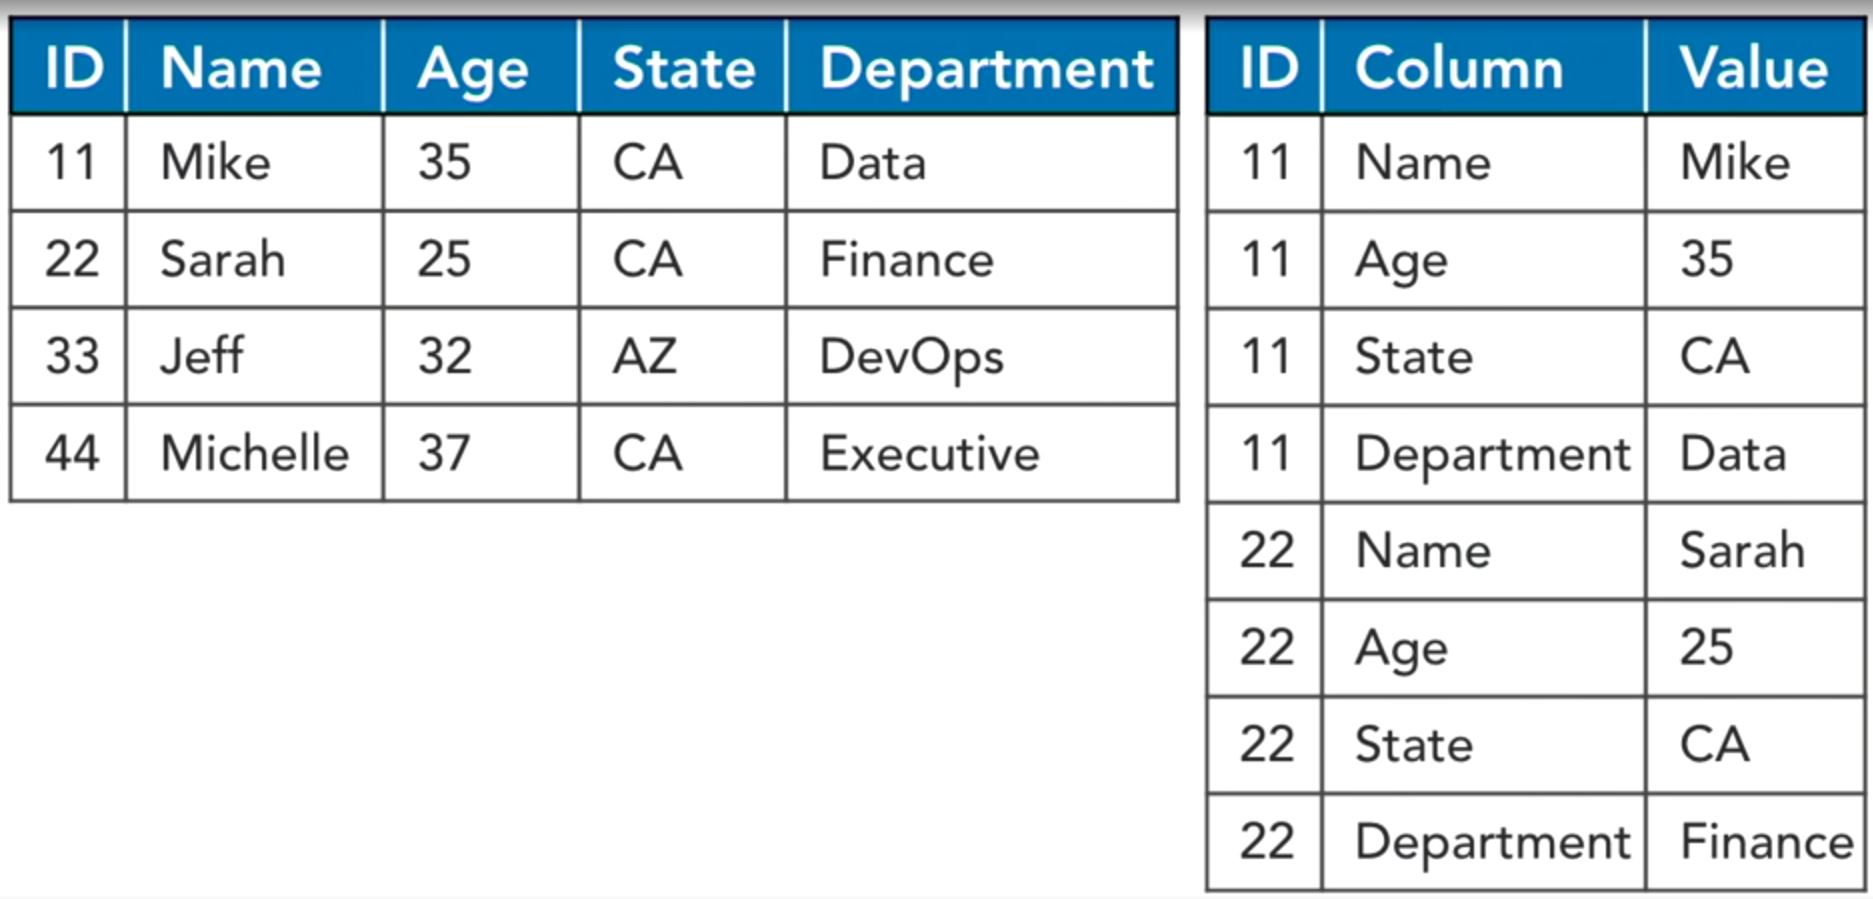 ID Name Age State Department
11 Mike 35 CA Data
22 Sarah 25 CA Finance
33 Jeff 32 AZ DevOps
44 Michelle 37 CA Executive
ID Column Value
11 Name Mike
11 Age 35
11 State CA
11 Department Data
22 Name Sarah
22 Age 25
22 State CA
22 Department Finance